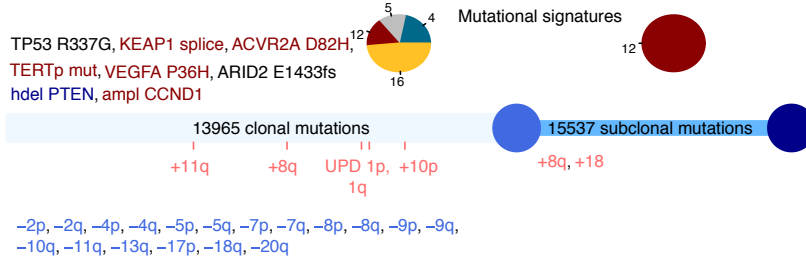 Mutational signatures
5
4
12
16
12
TP53 R337G, KEAP1 splice, ACVR2A D82H,
TERTp mut, VEGFA P36H, ARID2 E1433fs
hdel PTEN, ampl CCND1
13965 clonal mutations
15537 subclonal mutations
+11q
+8q
UPD 1p,
1q
+10p
+8q, +18
–2p, –2q, –4p, –4q, –5p, –5q, –7p, –7q, –8p, –8q, –9p, –9q,
–10q, –11q, –13q, –17p, –18q, –20q